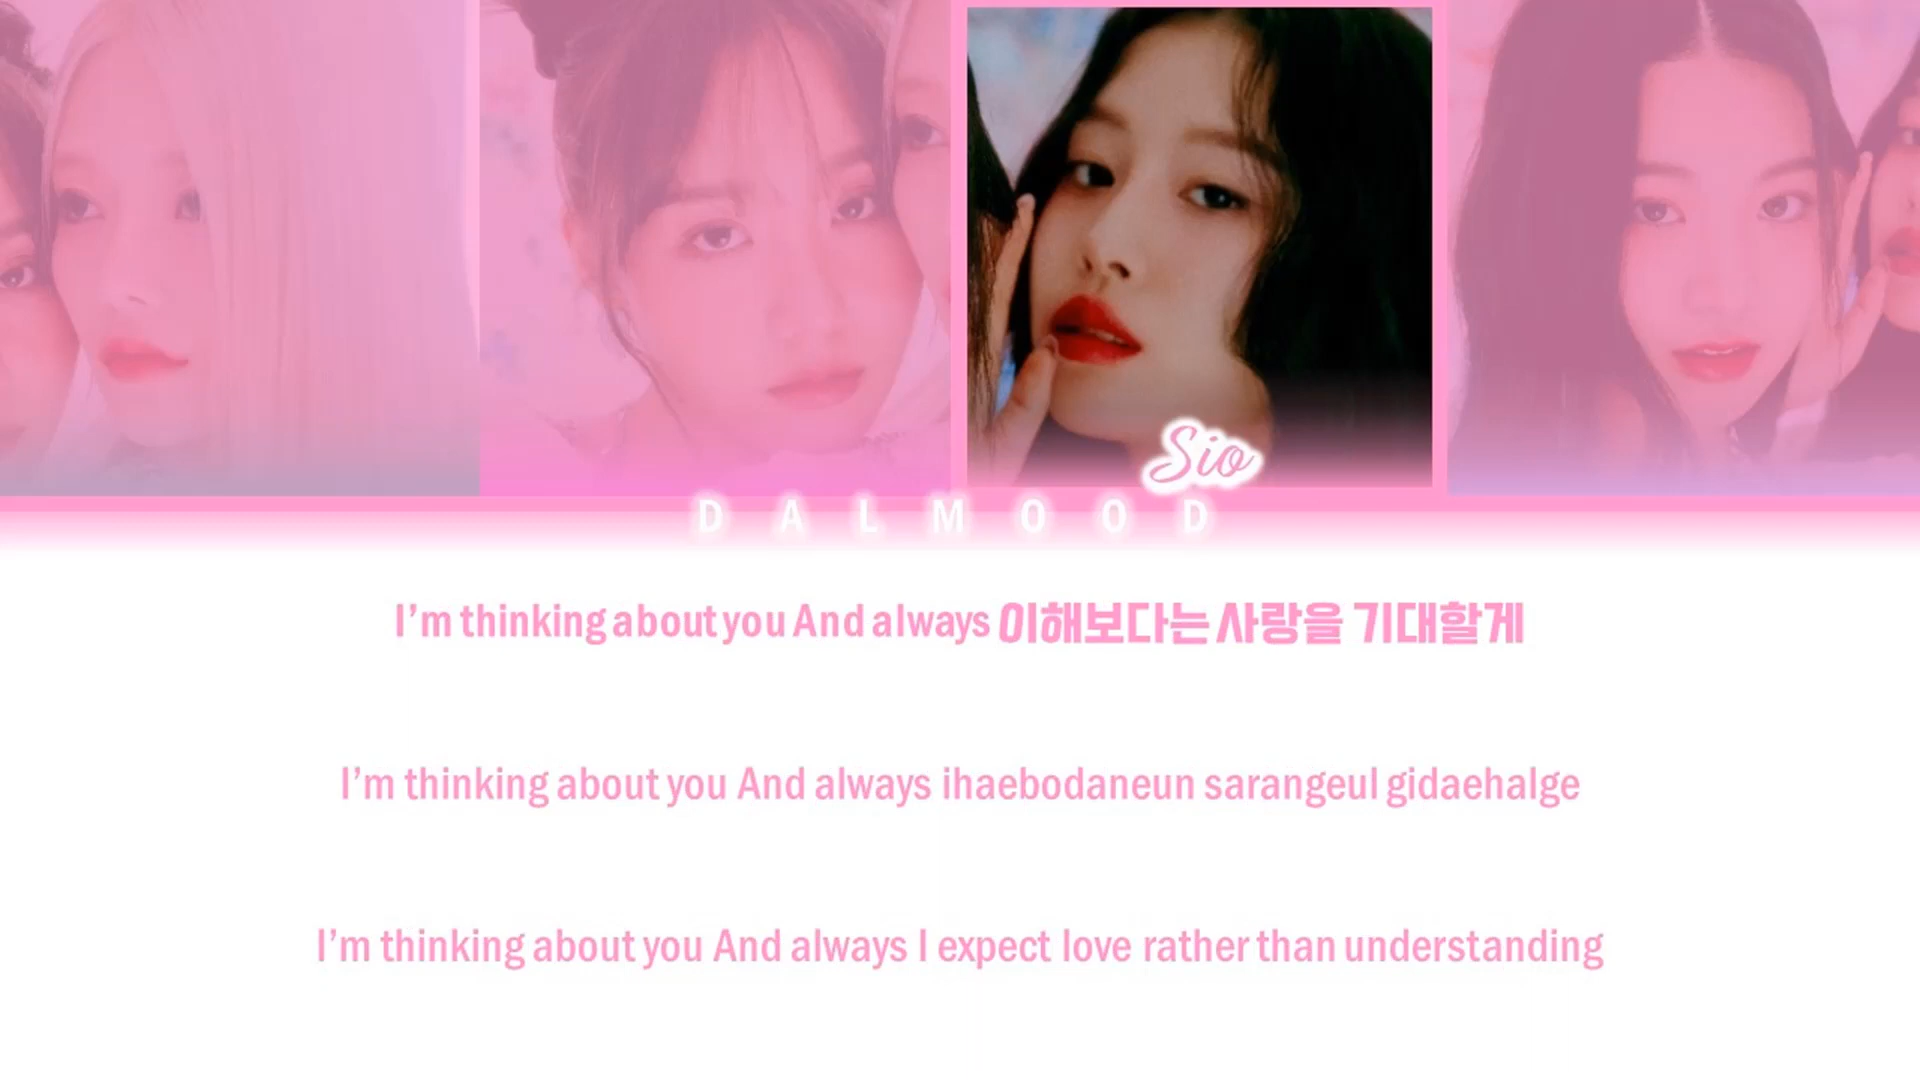 Sio
DALMOOD
I’m thinking about you And always 이해보다는 사랑을 기대할게
I’m thinking about you And always ihaebodaneun sarangeul gidaehalge
I’m thinking about you And always I expect love rather than understanding